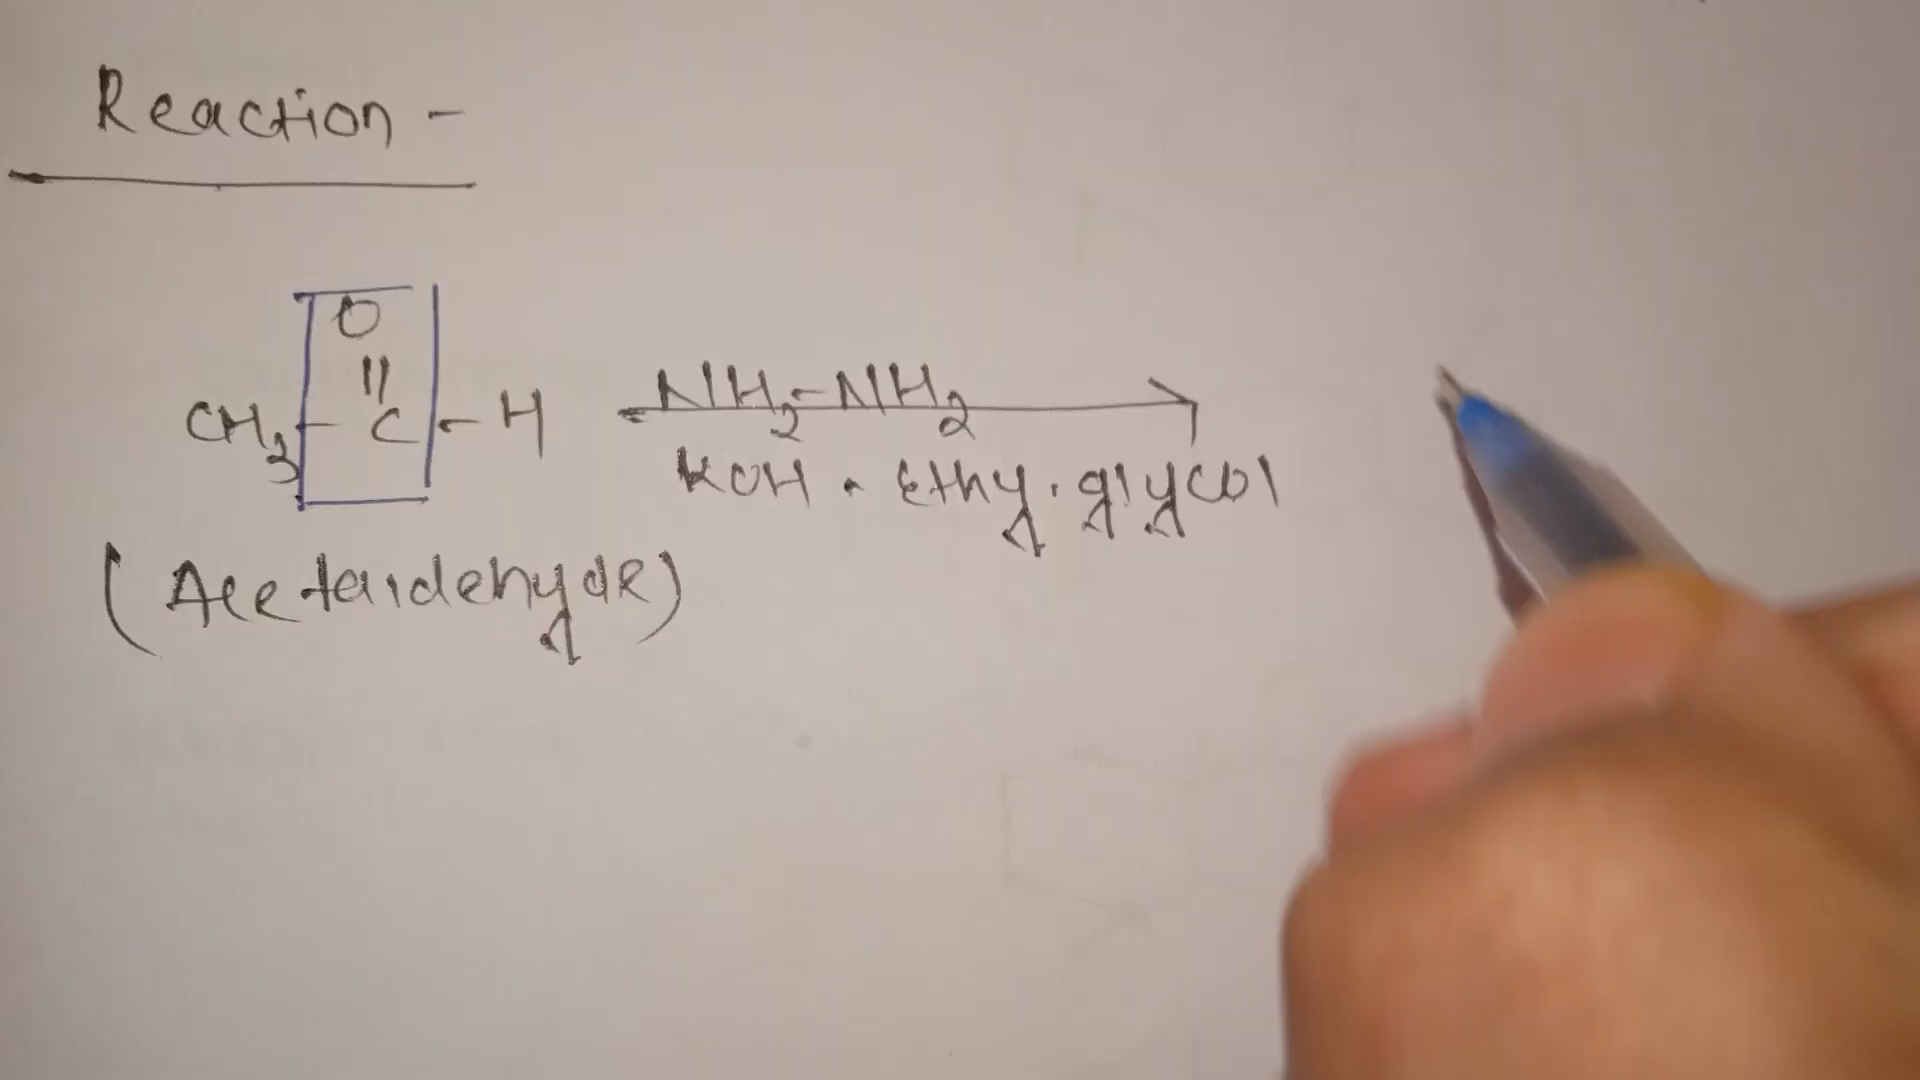 Reaction -
O
||
CH3 - C - H NH2-NH2
KOH . Ethy. glycol
(Acetaldehyde)